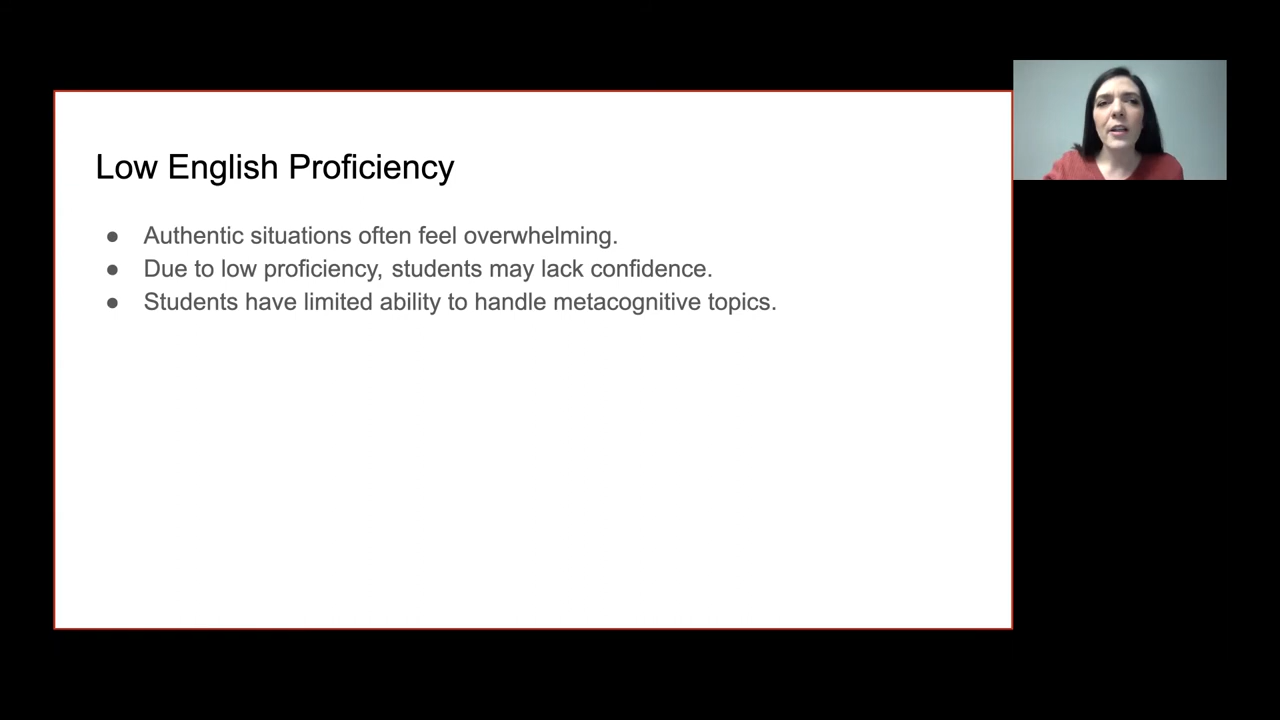 Low English Proficiency
● Authentic situations often feel overwhelming.
● Due to low proficiency, students may lack confidence.
● Students have limited ability to handle metacognitive topics.